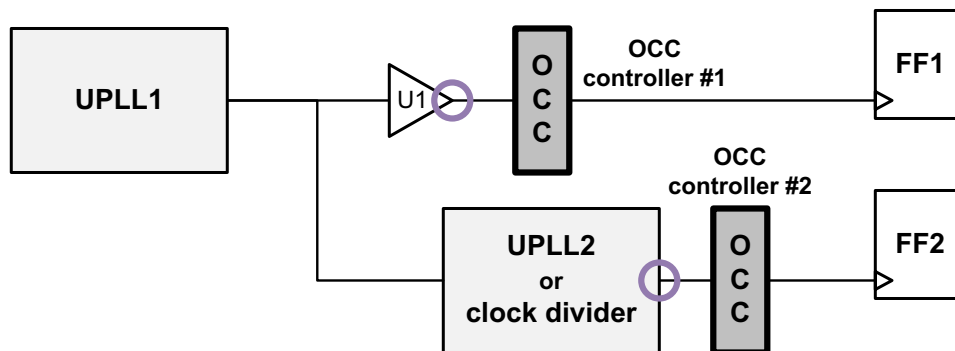 UPLL1
U1
O
C
C
OCC
controller #1
FF1
UPLL2
or
clock divider
OCC
controller #2
O
C
C
FF2